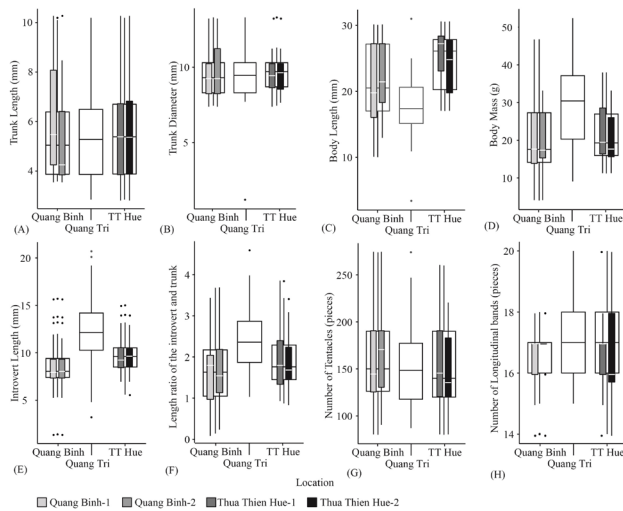 Trunk Length (mm)
10
8
6
4
Quang Binh
TT Hue
(A)
Quang Tri
Trunk Diameter (mm)
10
5
Quang Binh
TT Hue
(B)
Quang Tri
Body Length (mm)
30
20
10
Quang Binh
TT Hue
(C)
Quang Tri
Body Mass (g)
50
40
30
20
10
Quang Binh
TT Hue
(D)
Quang Tri
Introvert Length (mm)
20
15
10
5
Quang Binh
TT Hue
(E)
Quang Tri
Length ratio of the introvert and trunk
4
3
2
1
0
Quang Binh
TT Hue
(F)
Quang Tri
Number of Tentacles (pieces)
250
200
150
100
80
Quang Binh
TT Hue
(G)
Quang Tri
Number of Longitudinal bands (pieces)
20
18
16
14
Quang Binh
TT Hue
(H)
Quang Tri
Location
Quang Binh-1 Quang Binh-2 Thua Thien Hue-1 Thua Thien Hue-2